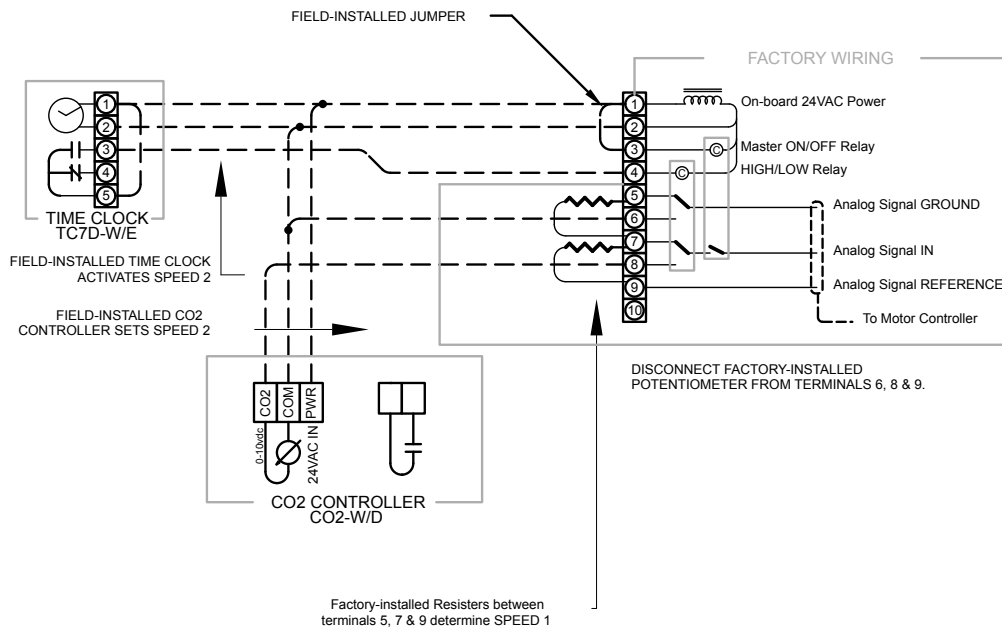 FIELD-INSTALLED JUMPER
FACTORY WIRING
1
2
3
4
5
TIME CLOCK
TC7D-W/E
FIELD-INSTALLED TIME CLOCK
ACTIVATES SPEED 2
FIELD-INSTALLED CO2
CONTROLLER SETS SPEED 2
1
2
3
4
5
6
7
8
9
10
C
C
On-board 24VAC Power
Master ON/OFF Relay
HIGH/LOW Relay
Analog Signal GROUND
Analog Signal IN
Analog Signal REFERENCE
To Motor Controller
DISCONNECT FACTORY-INSTALLED
POTENTIOMETER FROM TERMINALS 6, 8 & 9.
CO2
COM
PWR
0-10vdc
24VAC IN
CO2 CONTROLLER
CO2-W/D
Factory-installed Resisters between
terminals 5, 7 & 9 determine SPEED 1